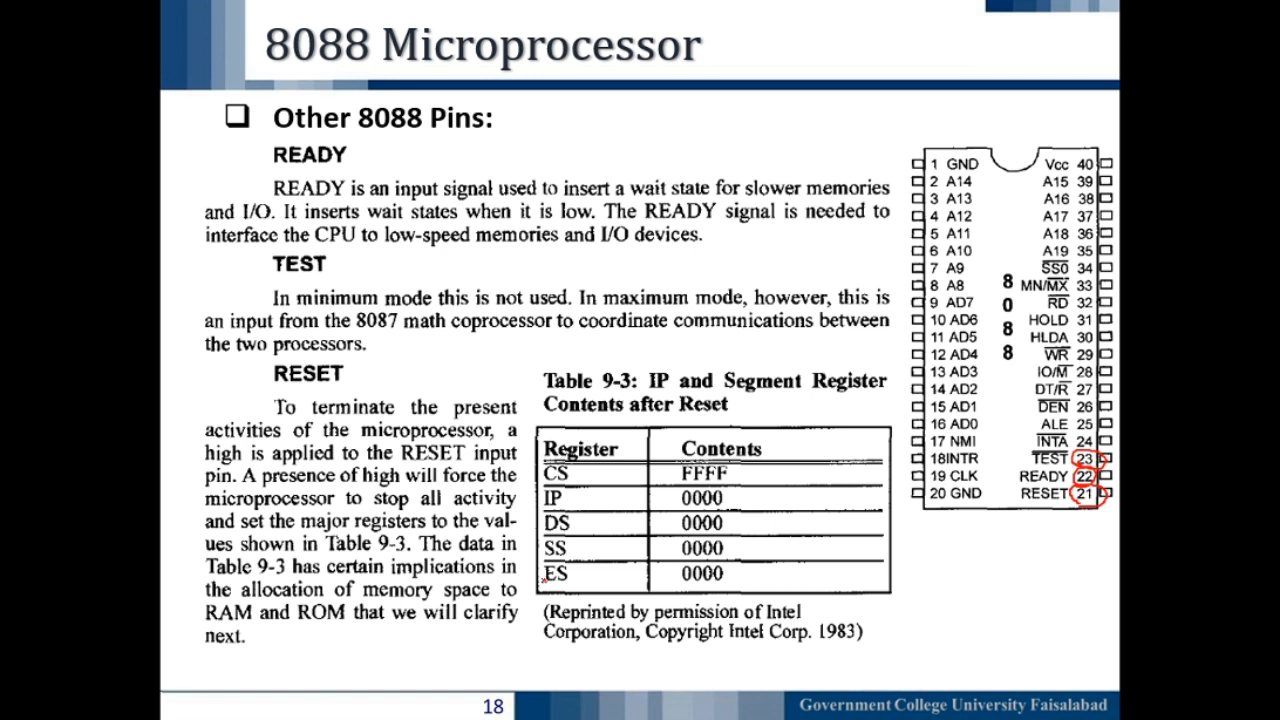 8088 Microprocessor
Other 8088 Pins:
READY
READY is an input signal used to insert a wait state for slower memories
and I/O. It inserts wait states when it is low. The READY signal is needed to
interface the CPU to low-speed memories and I/O devices.
TEST
In minimum mode this is not used. In maximum mode, however, this is
an input from the 8087 math coprocessor to coordinate communications between
the two processors.
RESET
To terminate the present
activities of the microprocessor, a
high is applied to the RESET input
pin. A presence of high will force the
microprocessor to stop all activity
and set the major registers to the val-
ues shown in Table 9-3. The data in
Table 9-3 has certain implications in
the allocation of memory space to
RAM and ROM that we will clarify
next.
Table 9-3: IP and Segment Register
Contents after Reset
Register Contents
CS FFFF
IP 0000
DS 0000
SS 0000
ES 0000
(Reprinted by permission of Intel
Corporation, Copyright Intel Corp. 1983)
1 GND Vcc 40
2 A14 A15 39
3 A13 A16 38
4 A12 A17 37
5 A11 A18 36
6 A10 A19 35
7 A9 SS0 34
8 A8 MN/MX 33
9 AD7 RD 32
10 AD6 HOLD 31
11 AD5 HLDA 30
12 AD4 WR 29
13 AD3 IO/M 28
14 AD2 DT/R 27
15 AD1 DEN 26
16 AD0 ALE 25
17 NMI INTA 24
18INTR TEST 23
19 CLK READY 22
20 GND RESET 21
8
0
8
8
18
Government College University Faisalabad